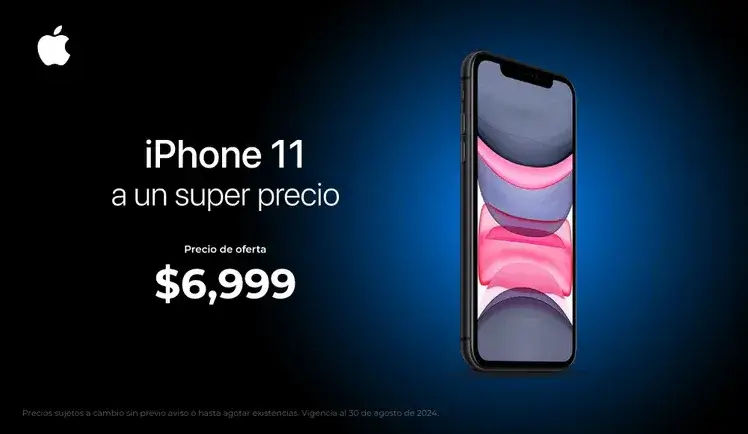 iPhone 11
a un super precio
Precio de oferta
$6,999
Precios sujetos a cambio sin previo aviso o hasta agotar existencias. Vigencia al 30 de agosto de 2024.